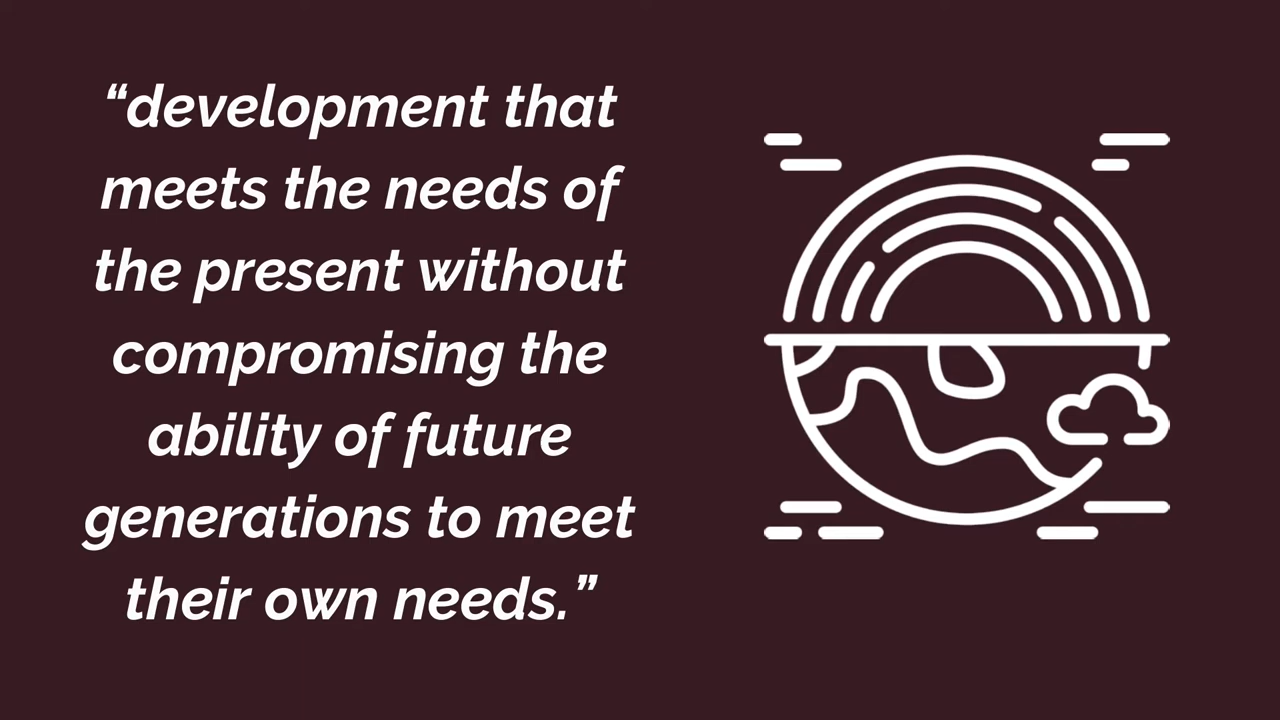 “development that
meets the needs of
the present without
compromising the
ability of future
generations to meet
their own needs.”